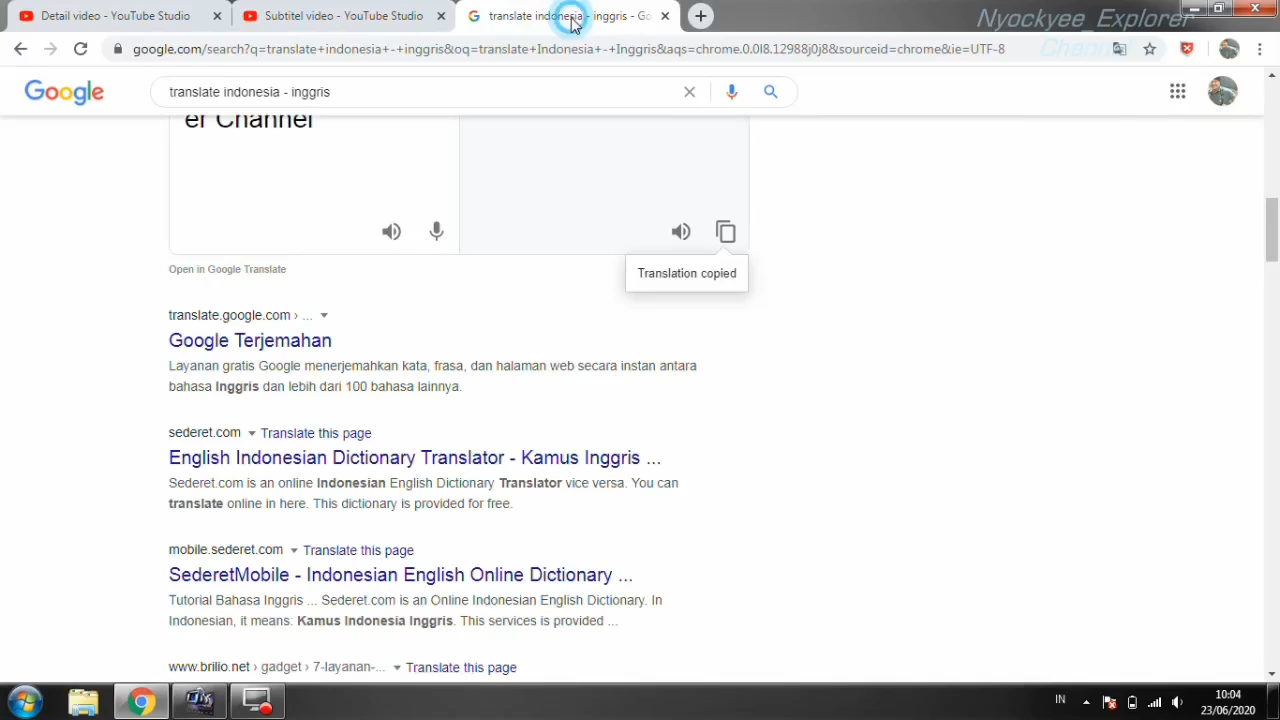 Detail video - YouTube Studio
Subtitel video - YouTube Studio
translate indonesia - inggris - Go
Nyockyee_Explorer
Channel
google.com/search?q=translate+indonesia+-+inggris&oq=translate+Indonesia+-+Inggris&aqs=chrome.0.0l8.12988j0j8&sourceid=chrome&ie=UTF-8
Google
translate indonesia - inggris
er Channel
Open in Google Translate
Translation copied
translate.google.com › ...
Google Terjemahan
Layanan gratis Google menerjemahkan kata, frasa, dan halaman web secara instan antara
bahasa Inggris dan lebih dari 100 bahasa lainnya.
sederet.com Translate this page
English Indonesian Dictionary Translator - Kamus Inggris ...
Sederet.com is an online Indonesian English Dictionary Translator vice versa. You can
translate online in here. This dictionary is provided for free.
mobile.sederet.com Translate this page
SederetMobile - Indonesian English Online Dictionary ...
Tutorial Bahasa Inggris ... Sederet.com is an Online Indonesian English Dictionary. In
Indonesian, it means: Kamus Indonesia Inggris. This services is provided ...
www.brilio.net › gadget › 7-layanan-... Translate this page
IN
10:04
23/06/2020